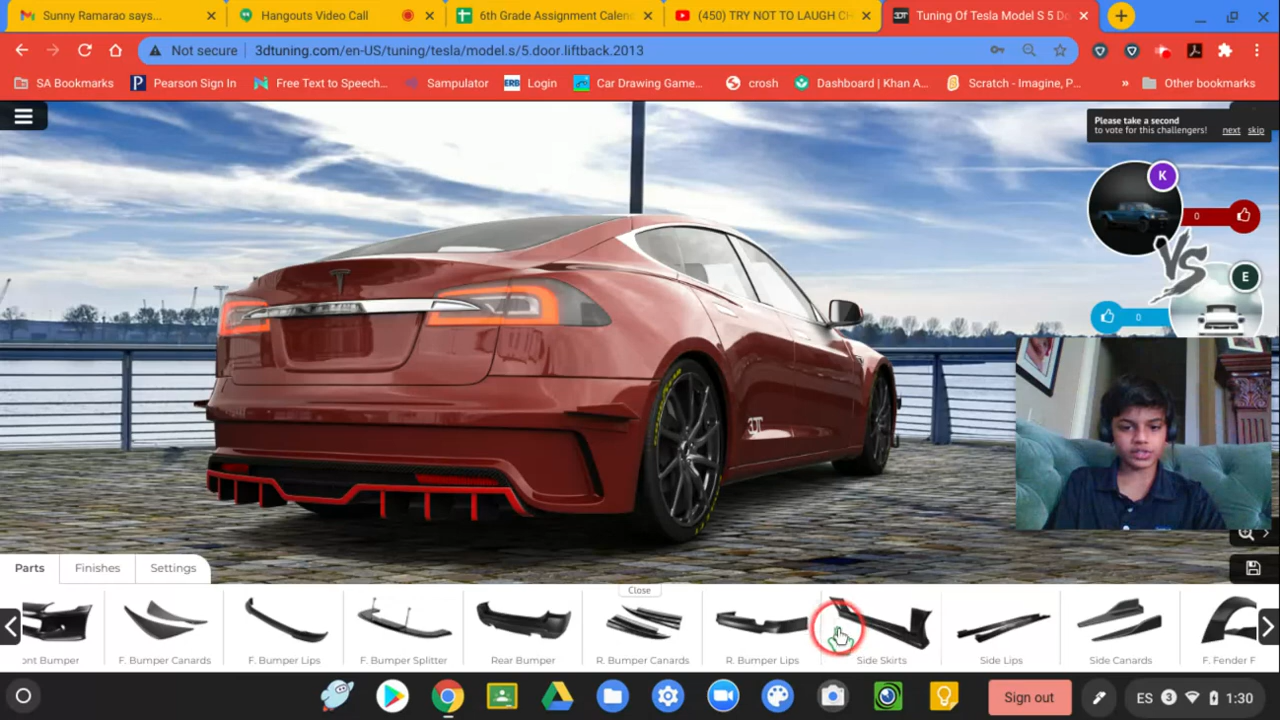 Sunny Ramarao says...
Hangouts Video Call
6th Grade Assignment Calen
(450) TRY NOT TO LAUGH CH
3DT
Tuning Of Tesla Model S 5 Do
Not secure
3dtuning.com/en-US/tuning/tesla/model.s/5.door.liftback.2013
SA Bookmarks
Pearson Sign In
Free Text to Speech...
Sampulator
ERB
Login
Car Drawing Game...
crosh
Dashboard | Khan A...
Scratch - Imagine, P...
»
Other bookmarks
Please take a second
to vote for this challengers!
next
skip
K
0
VS
E
0
3DT
Parts
Finishes
Settings
Close
ont Bumper
F. Bumper Canards
F. Bumper Lips
F. Bumper Splitter
Rear Bumper
R. Bumper Canards
R. Bumper Lips
Side Skirts
Side Lips
Side Canards
F. Fender F
Sign out
ES
3
1:30